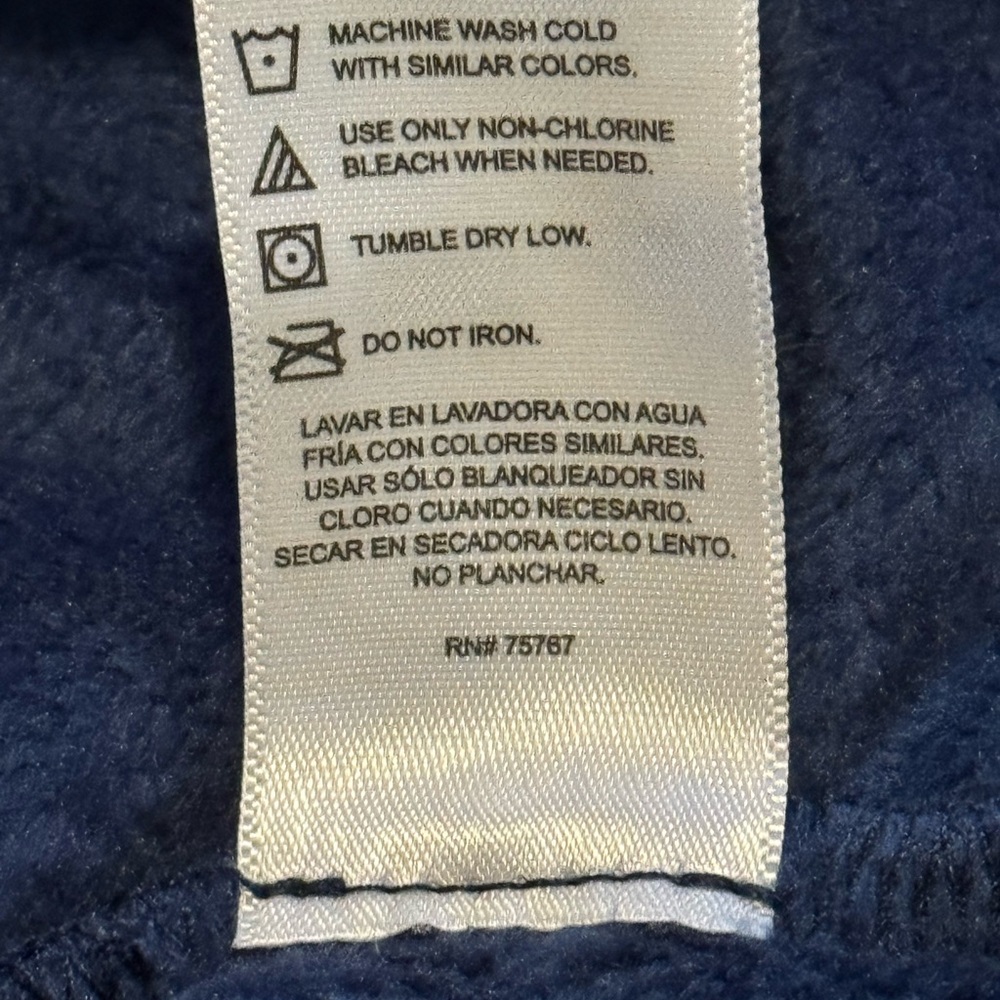 MACHINE WASH COLD
WITH SIMILAR COLORS.
USE ONLY NON-CHLORINE
BLEACH WHEN NEEDED.
TUMBLE DRY LOW.
DO NOT IRON.
LAVAR EN LAVADORA CON AGUA
FRÍA CON COLORES SIMILARES.
USAR SÓLO BLANQUEADOR SIN
CLORO CUANDO NECESARIO.
SECAR EN SECADORA CICLO LENTO.
NO PLANCHAR.
RN# 75767